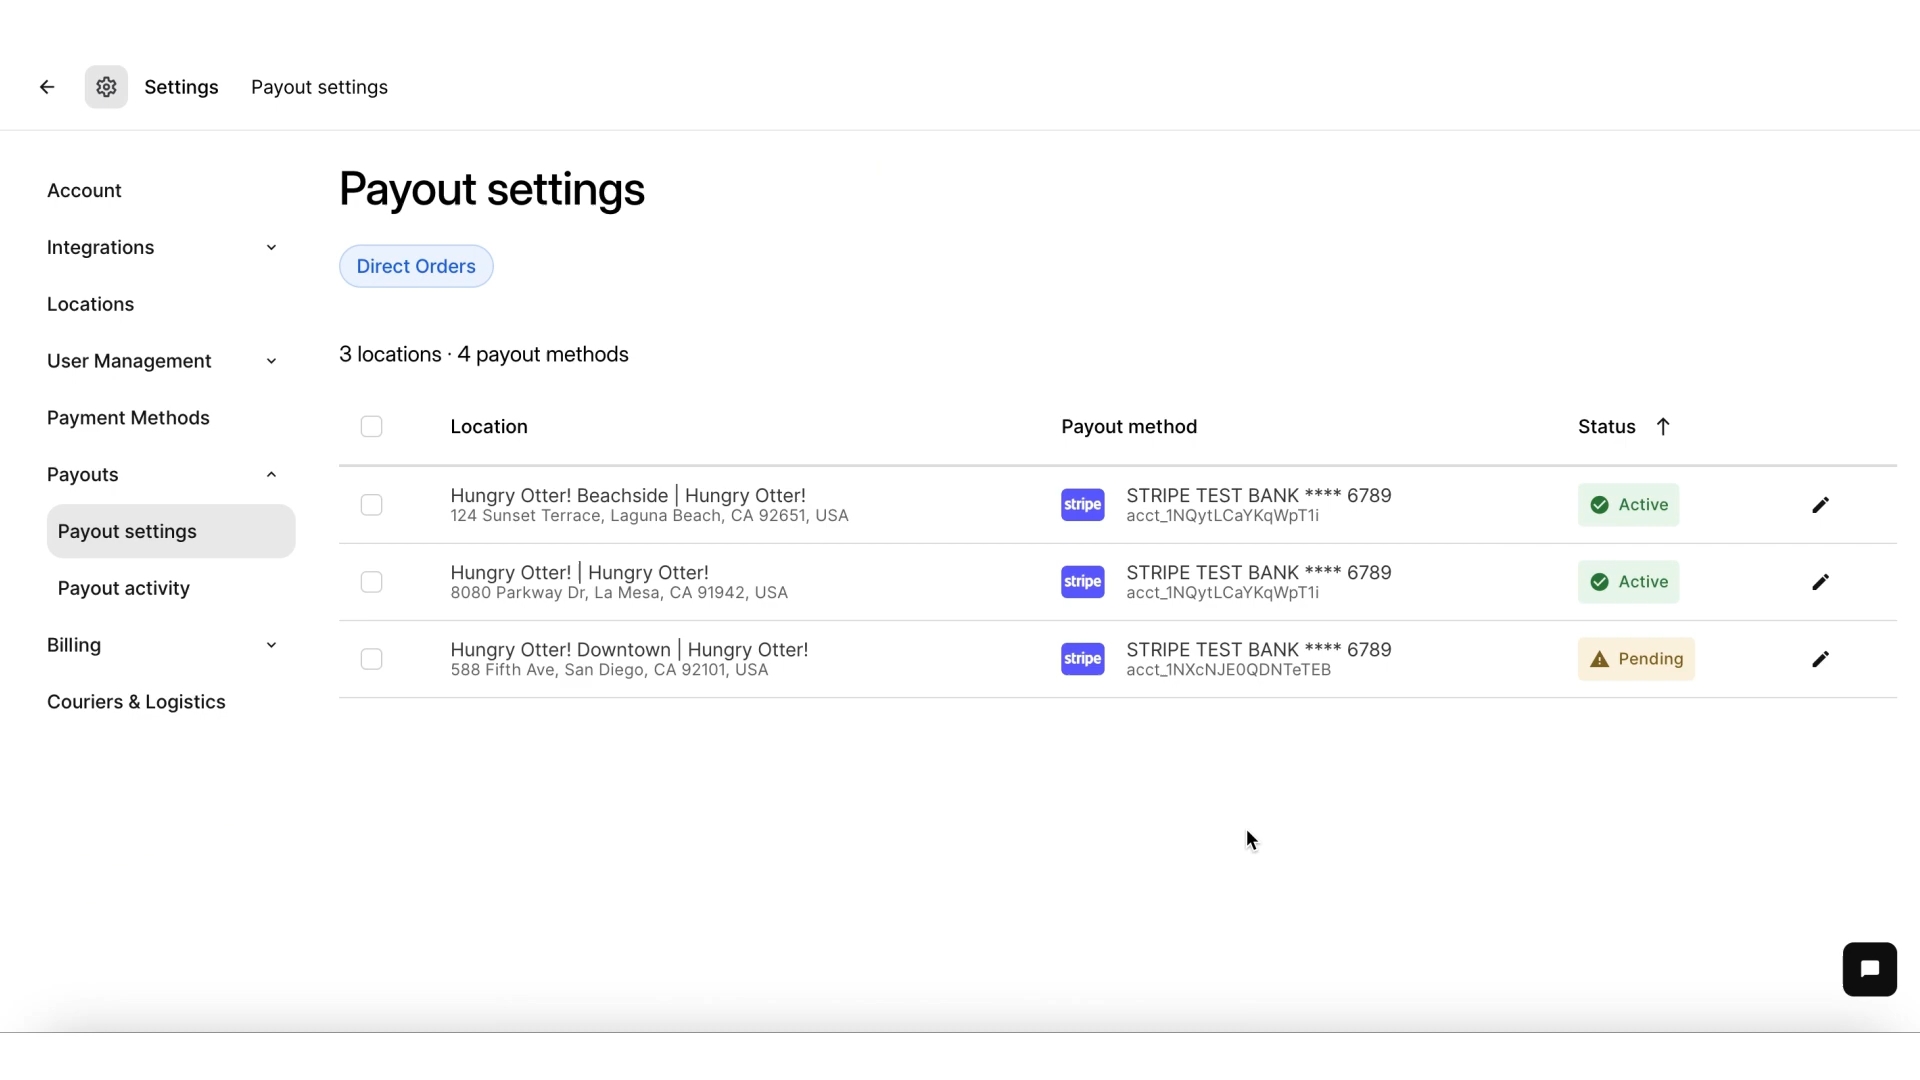 Settings Payout settings
Account
Integrations
Locations
User Management
Payment Methods
Payouts
Payout settings
Payout activity
Billing
Couriers & Logistics
Payout settings
Direct Orders
3 locations · 4 payout methods
Location Payout method Status
Hungry Otter! Beachside | Hungry Otter! stripe STRIPE TEST BANK **** 6789 Active
124 Sunset Terrace, Laguna Beach, CA 92651, USA acct_1NQytLCaYKqWpT1i
Hungry Otter! | Hungry Otter! stripe STRIPE TEST BANK **** 6789 Active
8080 Parkway Dr, La Mesa, CA 91942, USA acct_1NQytLCaYKqWpT1i
Hungry Otter! Downtown | Hungry Otter! stripe STRIPE TEST BANK **** 6789 Pending
588 Fifth Ave, San Diego, CA 92101, USA acct_1NXcNJE0QDNTeTEB